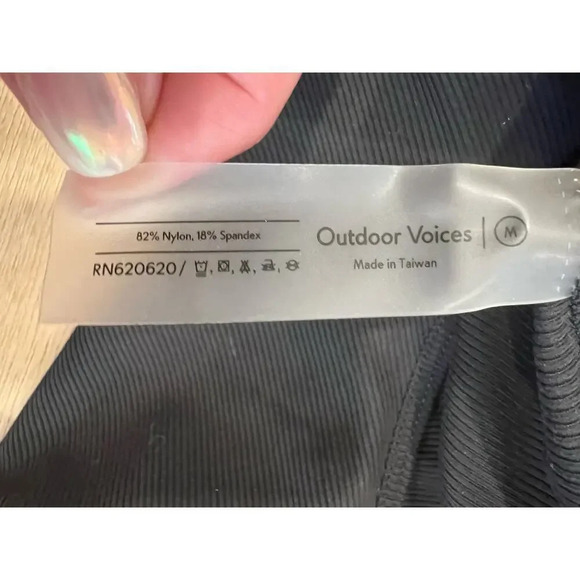 82% Nylon, 18% Spandex
RN620620/
Outdoor Voices | M
Made in Taiwan